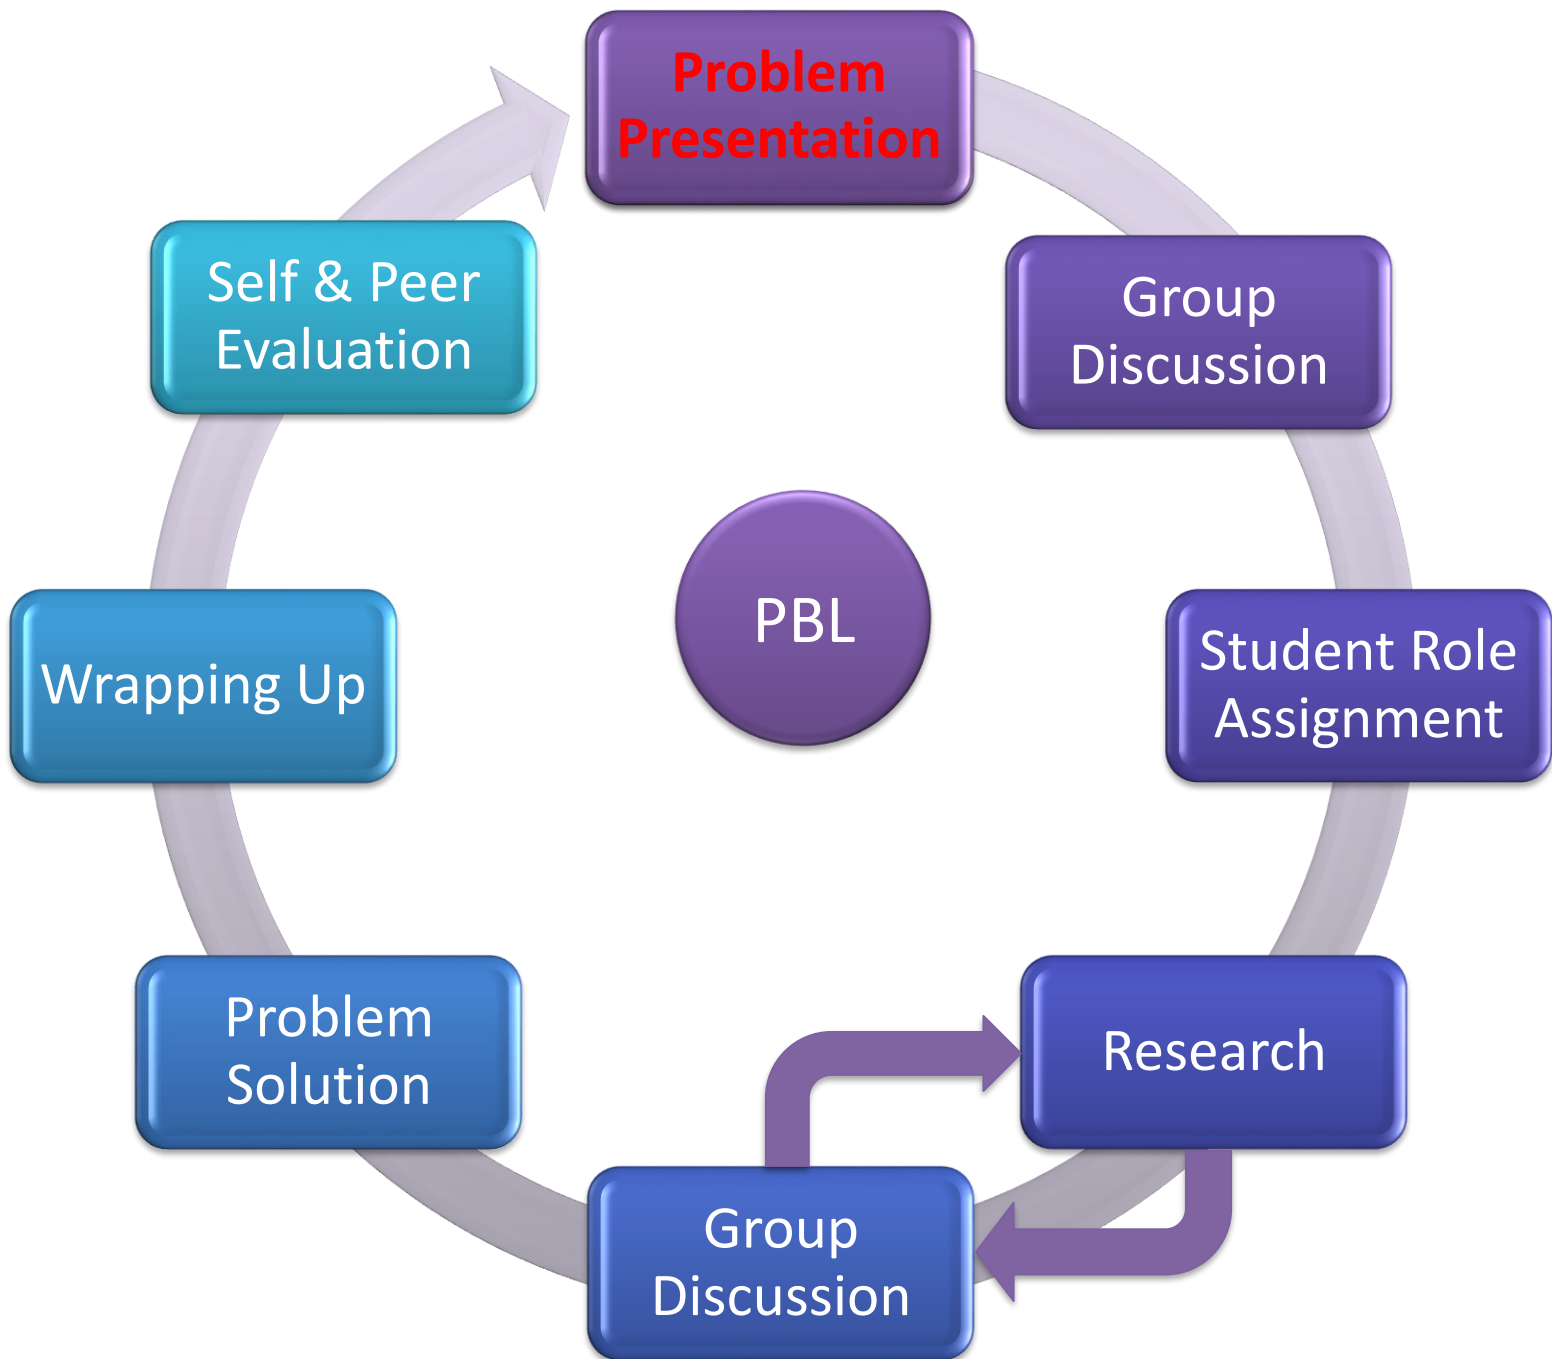 Problem
Presentation
Group
Discussion
Student Role
Assignment
Research
Group
Discussion
Problem
Solution
Wrapping Up
Self & Peer
Evaluation
PBL